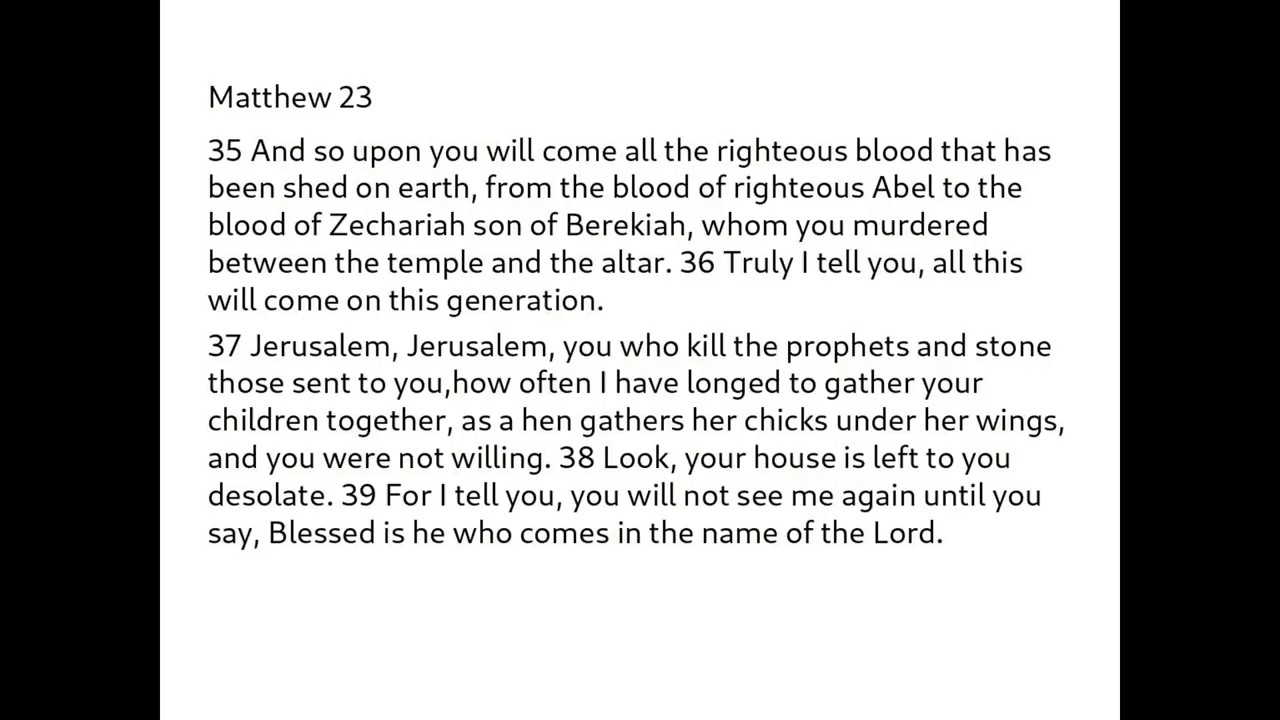 Matthew 23
35 And so upon you will come all the righteous blood that has
been shed on earth, from the blood of righteous Abel to the
blood of Zechariah son of Berekiah, whom you murdered
between the temple and the altar. 36 Truly I tell you, all this
will come on this generation.
37 Jerusalem, Jerusalem, you who kill the prophets and stone
those sent to you,how often I have longed to gather your
children together, as a hen gathers her chicks under her wings,
and you were not willing. 38 Look, your house is left to you
desolate. 39 For I tell you, you will not see me again until you
say, Blessed is he who comes in the name of the Lord.